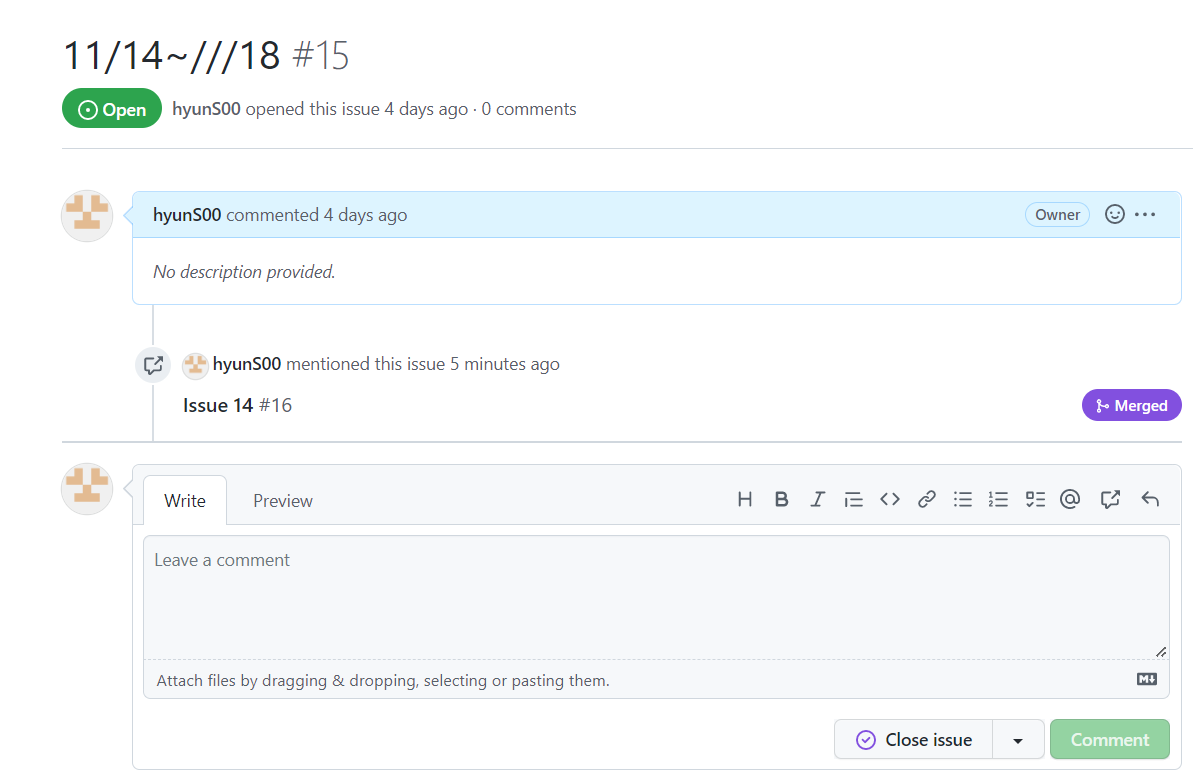 11/14~///18 #15
Open hyunS00 opened this issue 4 days ago · 0 comments
hyunS00 commented 4 days ago Owner
No description provided.
hyunS00 mentioned this issue 5 minutes ago
Issue 14 #16 Merged
Write Preview
Leave a comment
Attach files by dragging & dropping, selecting or pasting them.
Close issue Comment